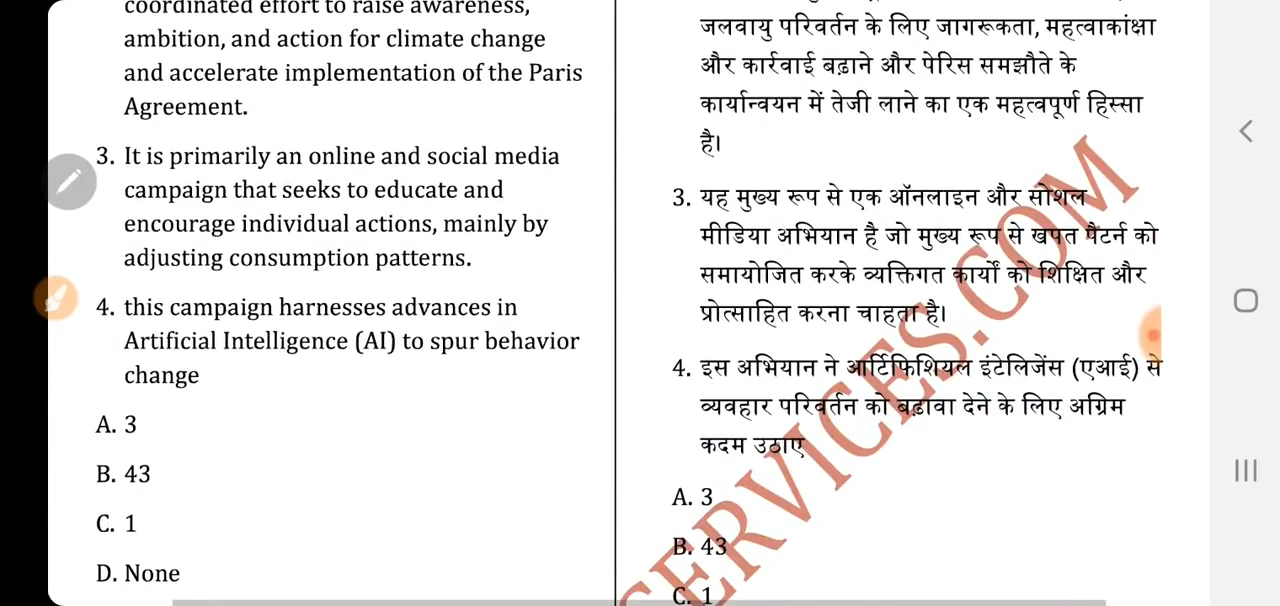 coordinated effort to raise awareness,
ambition, and action for climate change
and accelerate implementation of the Paris
Agreement.
3. It is primarily an online and social media
campaign that seeks to educate and
encourage individual actions, mainly by
adjusting consumption patterns.
4. this campaign harnesses advances in
Artificial Intelligence (AI) to spur behavior
change
A. 3
B. 43
C. 1
D. None
जलवायु परिवर्तन के लिए जागरूकता, महत्वाकांक्षा
और कार्रवाई बढ़ाने और पेरिस समझौते के
कार्यान्वयन में तेजी लाने का एक महत्वपूर्ण हिस्सा
है।
3. यह मुख्य रूप से एक ऑनलाइन और सोशल
मीडिया अभियान है जो मुख्य रूप से खपत पैटर्न को
समायोजित करके व्यक्तिगत कार्यों को शिक्षित और
प्रोत्साहित करना चाहता है।
4. इस अभियान ने आर्टिफिशियल इंटेलिजेंस (एआई) से
व्यवहार परिवर्तन को बढ़ावा देने के लिए अग्रिम
कदम उठाए
A. 3
B. 43
C. 1
SERVICES.COM